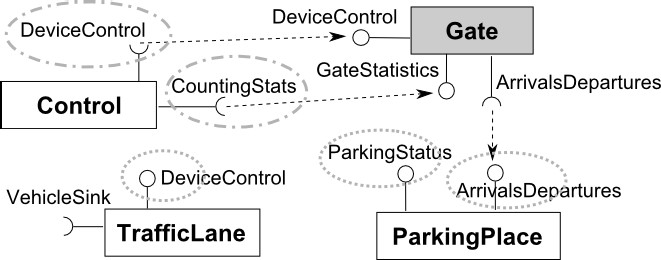 DeviceControl
DeviceControl
Gate
GateStatistics
CountingStats
ArrivalsDepartures
Control
ParkingStatus
DeviceControl
ArrivalsDepartures
VehicleSink
TrafficLane
ParkingPlace